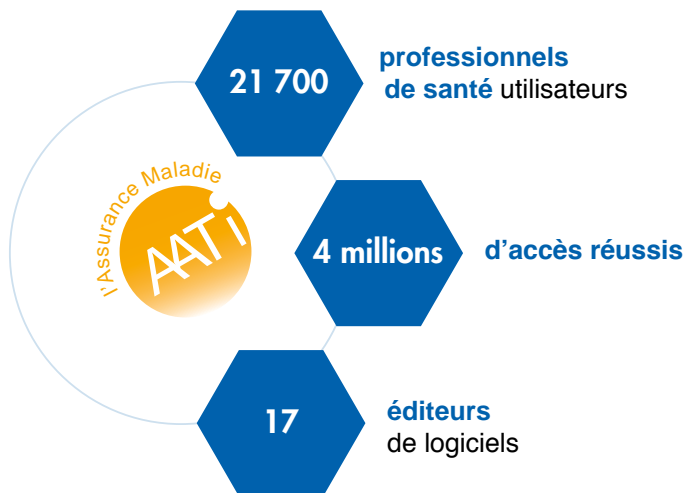 21 700
professionnels
de santé utilisateurs
l'Assurance Maladie
AATi
4 millions
d'accès réussis
17
éditeurs
de logiciels